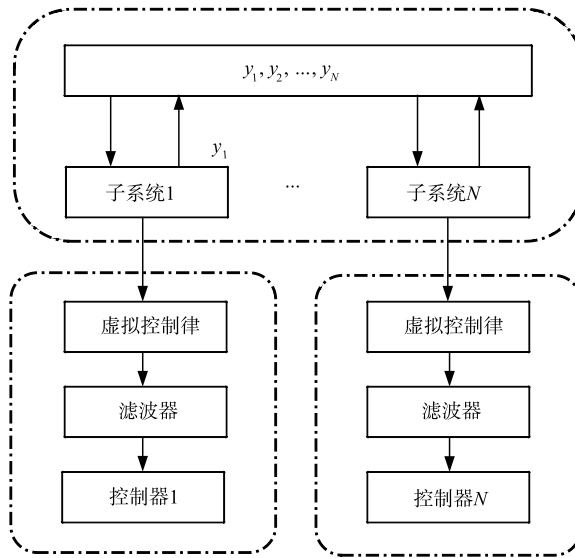 y₁, y₂, ..., y_N
y₁
子系统1
...
子系统N
虚拟控制律
虚拟控制律
滤波器
滤波器
控制器1
控制器N